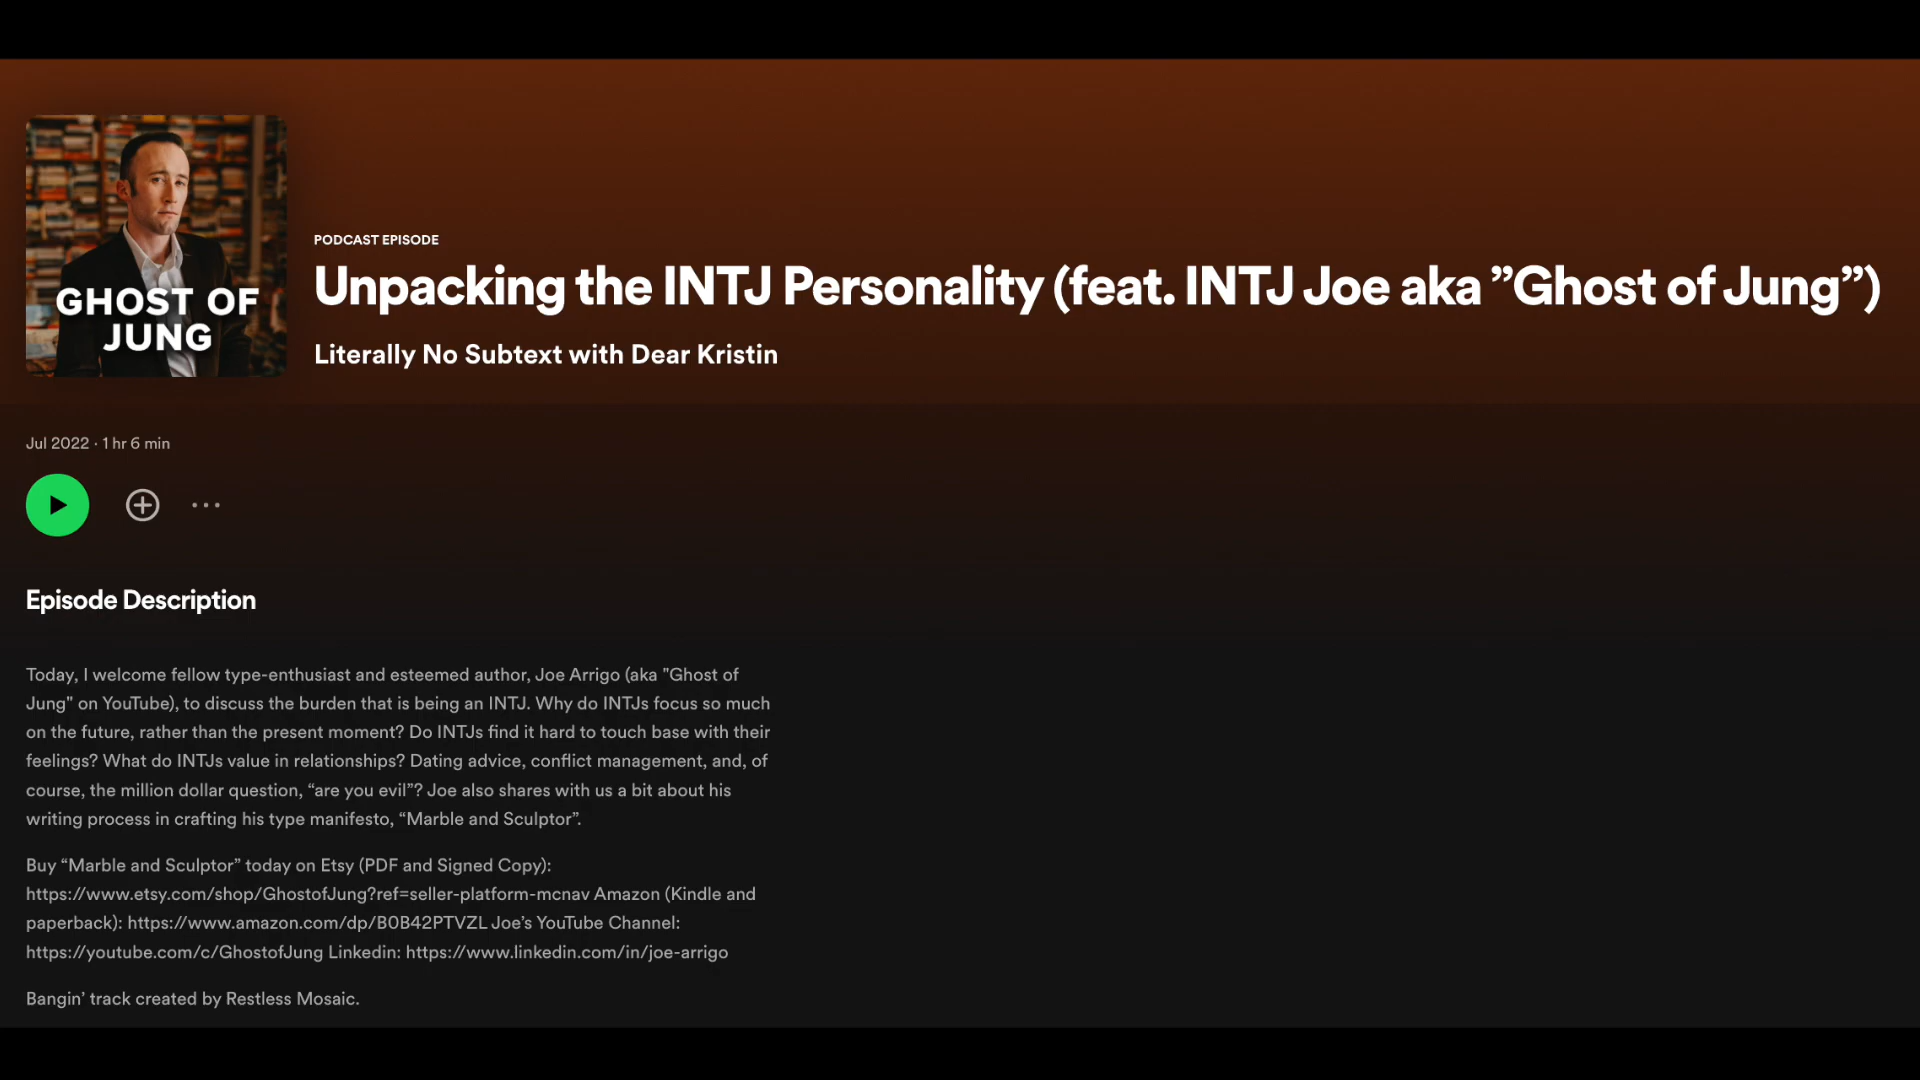 GHOST OF
JUNG
PODCAST EPISODE
Unpacking the INTJ Personality (feat. INTJ Joe aka ”Ghost of Jung”)
Literally No Subtext with Dear Kristin
Jul 2022 · 1 hr 6 min
Episode Description
Today, I welcome fellow type-enthusiast and esteemed author, Joe Arrigo (aka "Ghost of
Jung" on YouTube), to discuss the burden that is being an INTJ. Why do INTJs focus so much
on the future, rather than the present moment? Do INTJs find it hard to touch base with their
feelings? What do INTJs value in relationships? Dating advice, conflict management, and, of
course, the million dollar question, “are you evil”? Joe also shares with us a bit about his
writing process in crafting his type manifesto, “Marble and Sculptor”.
Buy “Marble and Sculptor” today on Etsy (PDF and Signed Copy):
https://www.etsy.com/shop/GhostofJung?ref=seller-platform-mcnav Amazon (Kindle and
paperback): https://www.amazon.com/dp/B0B42PTVZL Joe’s YouTube Channel:
https://youtube.com/c/GhostofJung Linkedin: https://www.linkedin.com/in/joe-arrigo
Bangin’ track created by Restless Mosaic.